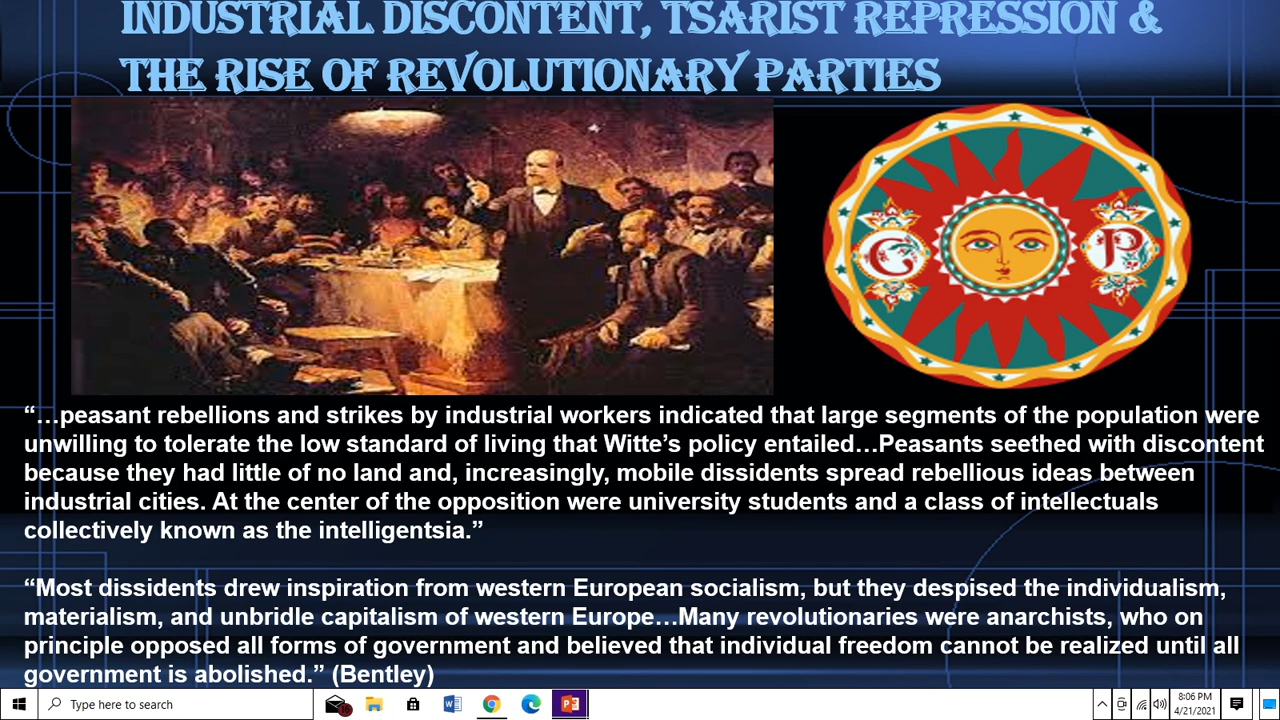 INDUSTRIAL DISCONTENT, TSARIST REPRESSION &
THE RISE OF REVOLUTIONARY PARTIES
С Р
“…peasant rebellions and strikes by industrial workers indicated that large segments of the population were
unwilling to tolerate the low standard of living that Witte’s policy entailed…Peasants seethed with discontent
because they had little of no land and, increasingly, mobile dissidents spread rebellious ideas between
industrial cities. At the center of the opposition were university students and a class of intellectuals
collectively known as the intelligentsia.”
“Most dissidents drew inspiration from western European socialism, but they despised the individualism,
materialism, and unbridle capitalism of western Europe…Many revolutionaries were anarchists, who on
principle opposed all forms of government and believed that individual freedom cannot be realized until all
government is abolished.” (Bentley)
Type here to search
8:06 PM
4/21/2021